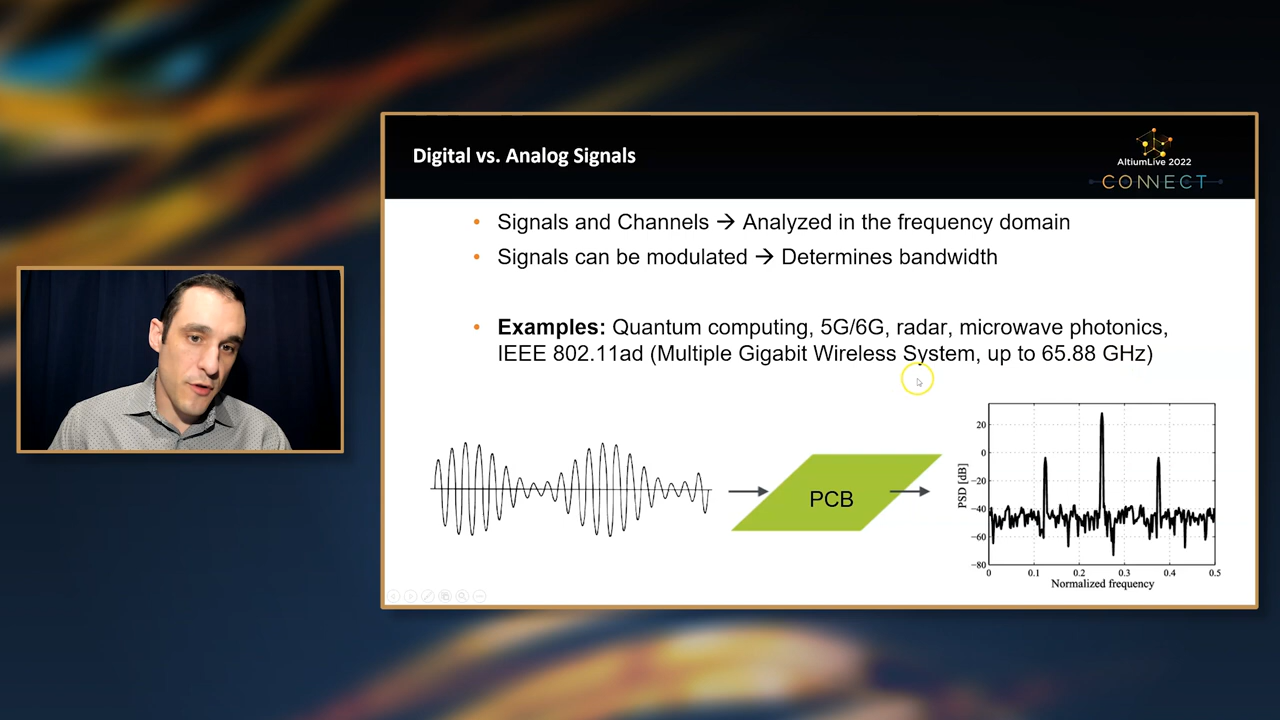 Digital vs. Analog Signals
AltiumLive 2022
CONNECT
• Signals and Channels → Analyzed in the frequency domain
• Signals can be modulated → Determines bandwidth
• Examples: Quantum computing, 5G/6G, radar, microwave photonics,
IEEE 802.11ad (Multiple Gigabit Wireless System, up to 65.88 GHz)
PCB
PSD [dB]
20
0
−20
−40
−60
−80
0 0.1 0.2 0.3 0.4 0.5
Normalized frequency